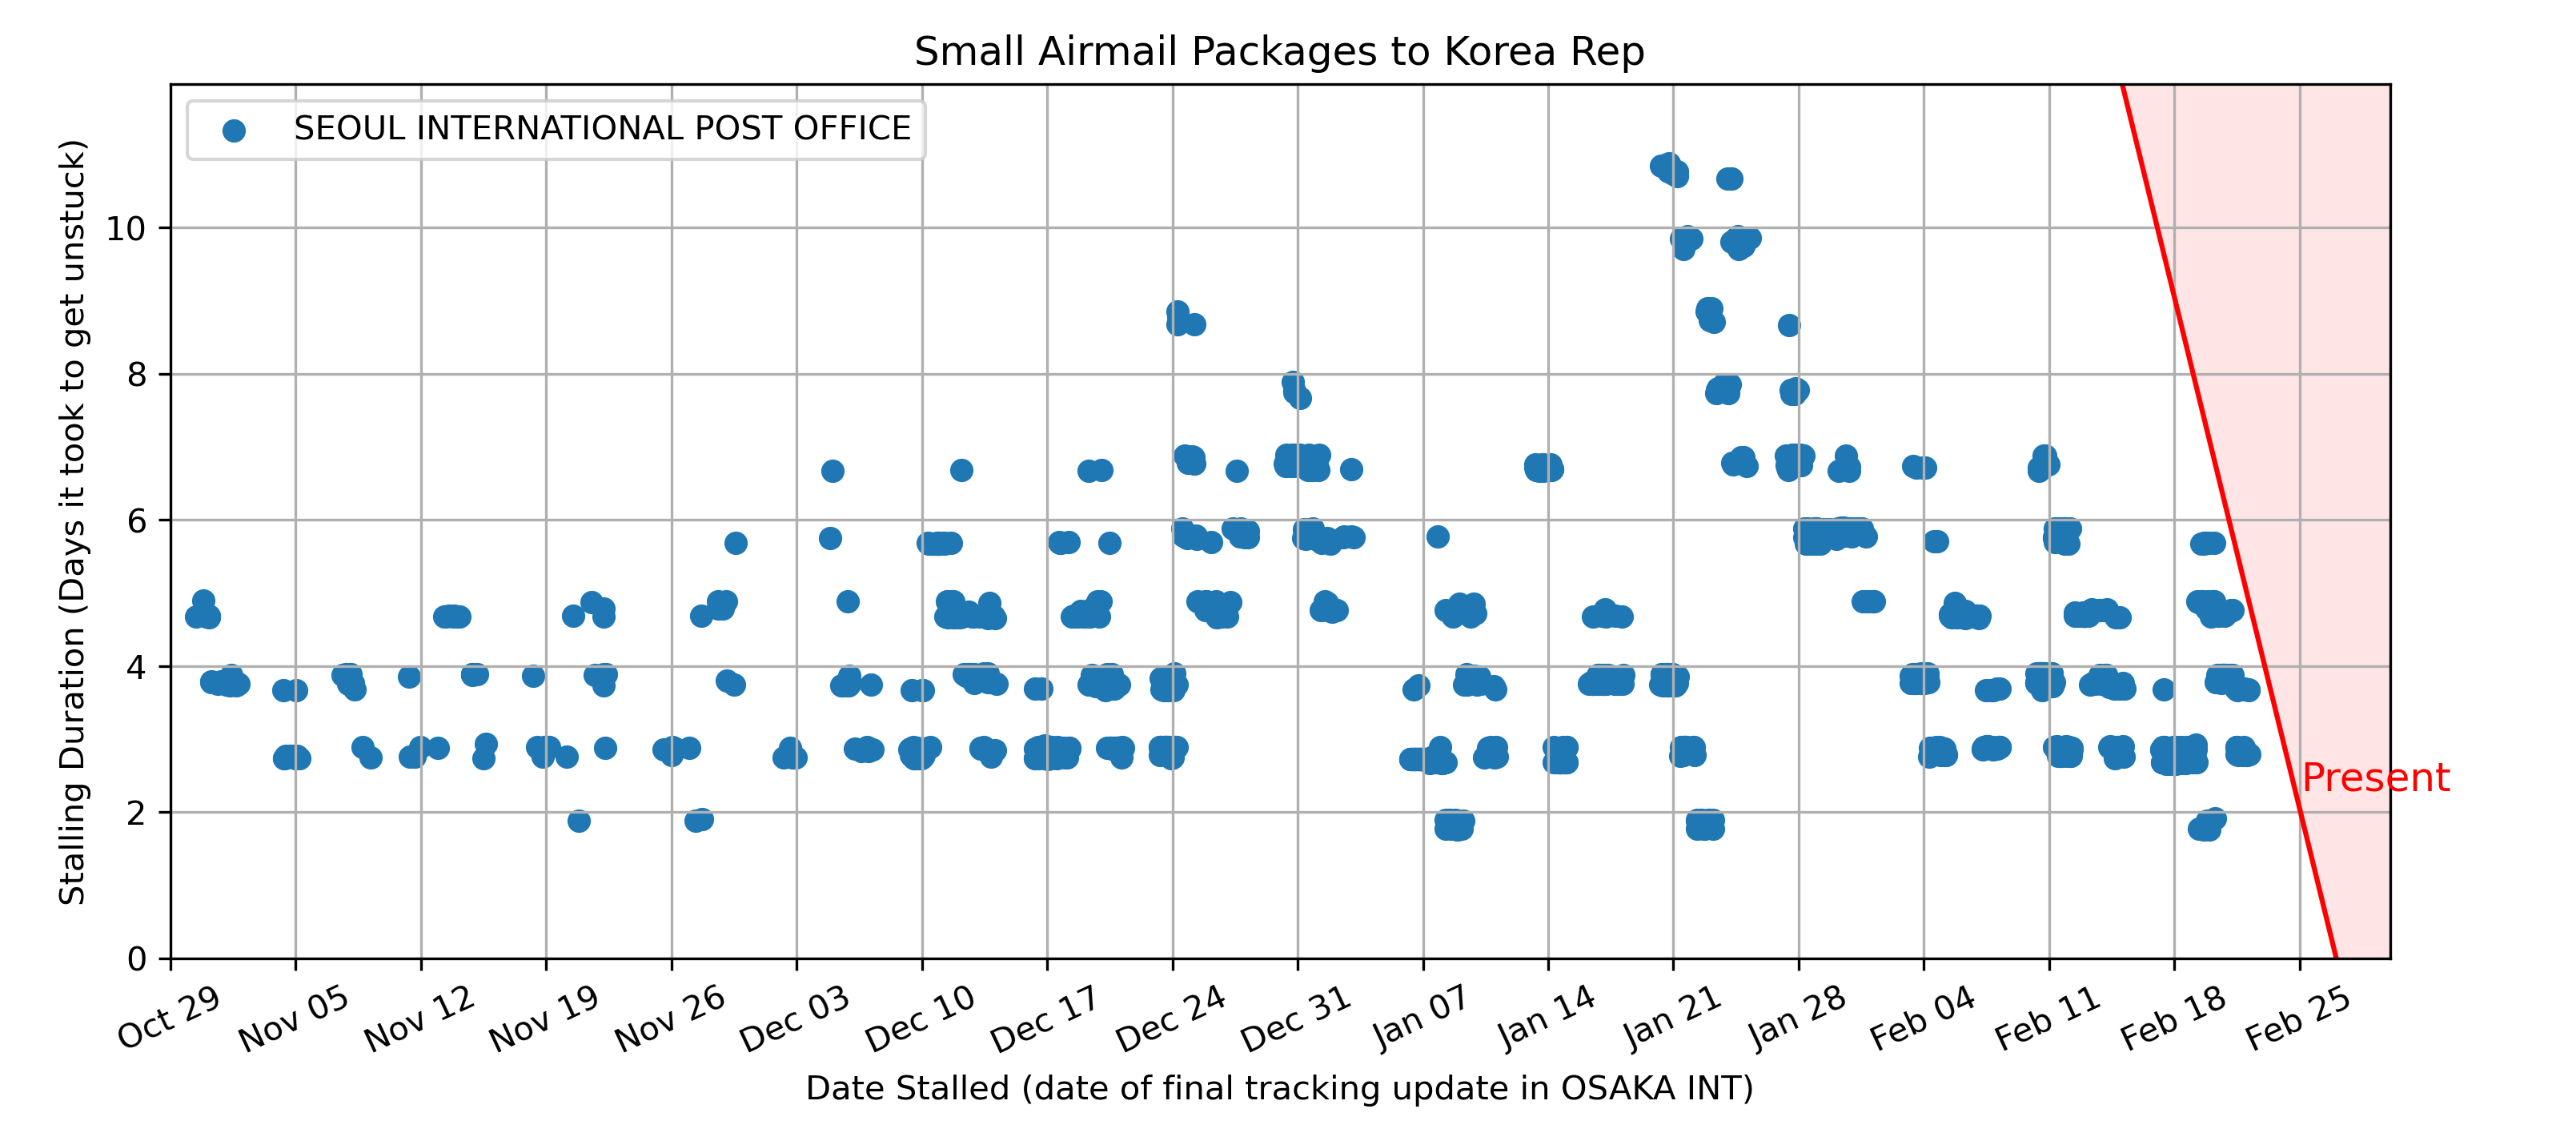 Small Airmail Packages to Korea Rep
SEOUL INTERNATIONAL POST OFFICE
Stalling Duration (Days it took to get unstuck)
10
8
6
4
2
0
Present
Oct 29
Nov 05
Nov 12
Nov 19
Nov 26
Dec 03
Dec 10
Dec 17
Dec 24
Dec 31
Jan 07
Jan 14
Jan 21
Jan 28
Feb 04
Feb 11
Feb 18
Feb 25
Date Stalled (date of final tracking update in OSAKA INT)